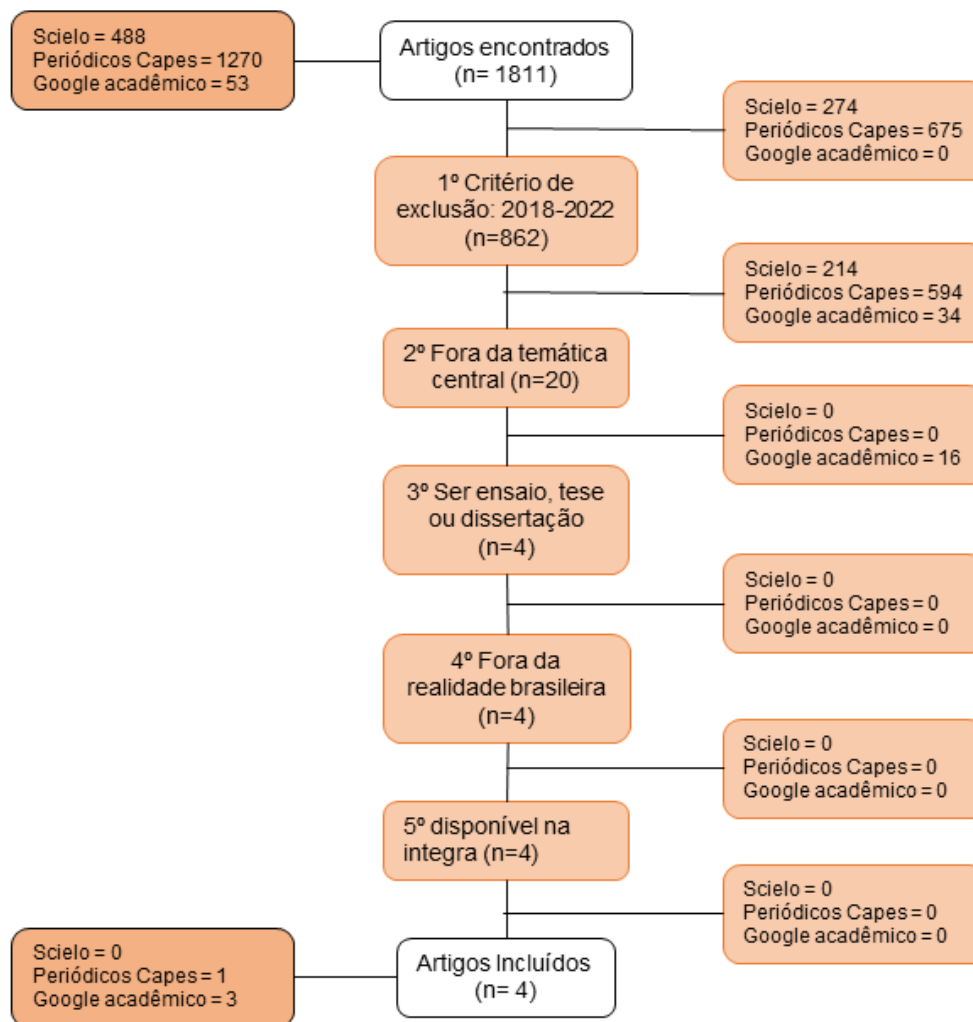 Scielo = 488
Periódicos Capes = 1270
Google acadêmico = 53
Artigos encontrados
(n= 1811)
Scielo = 274
Periódicos Capes = 675
Google acadêmico = 0
1º Critério de
exclusão: 2018-2022
(n=862)
Scielo = 214
Periódicos Capes = 594
Google acadêmico = 34
2º Fora da temática
central (n=20)
Scielo = 0
Periódicos Capes = 0
Google acadêmico = 16
3º Ser ensaio, tese
ou dissertação
(n=4)
Scielo = 0
Periódicos Capes = 0
Google acadêmico = 0
4º Fora da
realidade brasileira
(n=4)
Scielo = 0
Periódicos Capes = 0
Google acadêmico = 0
5º disponível na
integra (n=4)
Scielo = 0
Periódicos Capes = 0
Google acadêmico = 0
Scielo = 0
Periódicos Capes = 1
Google acadêmico = 3
Artigos Incluídos
(n= 4)